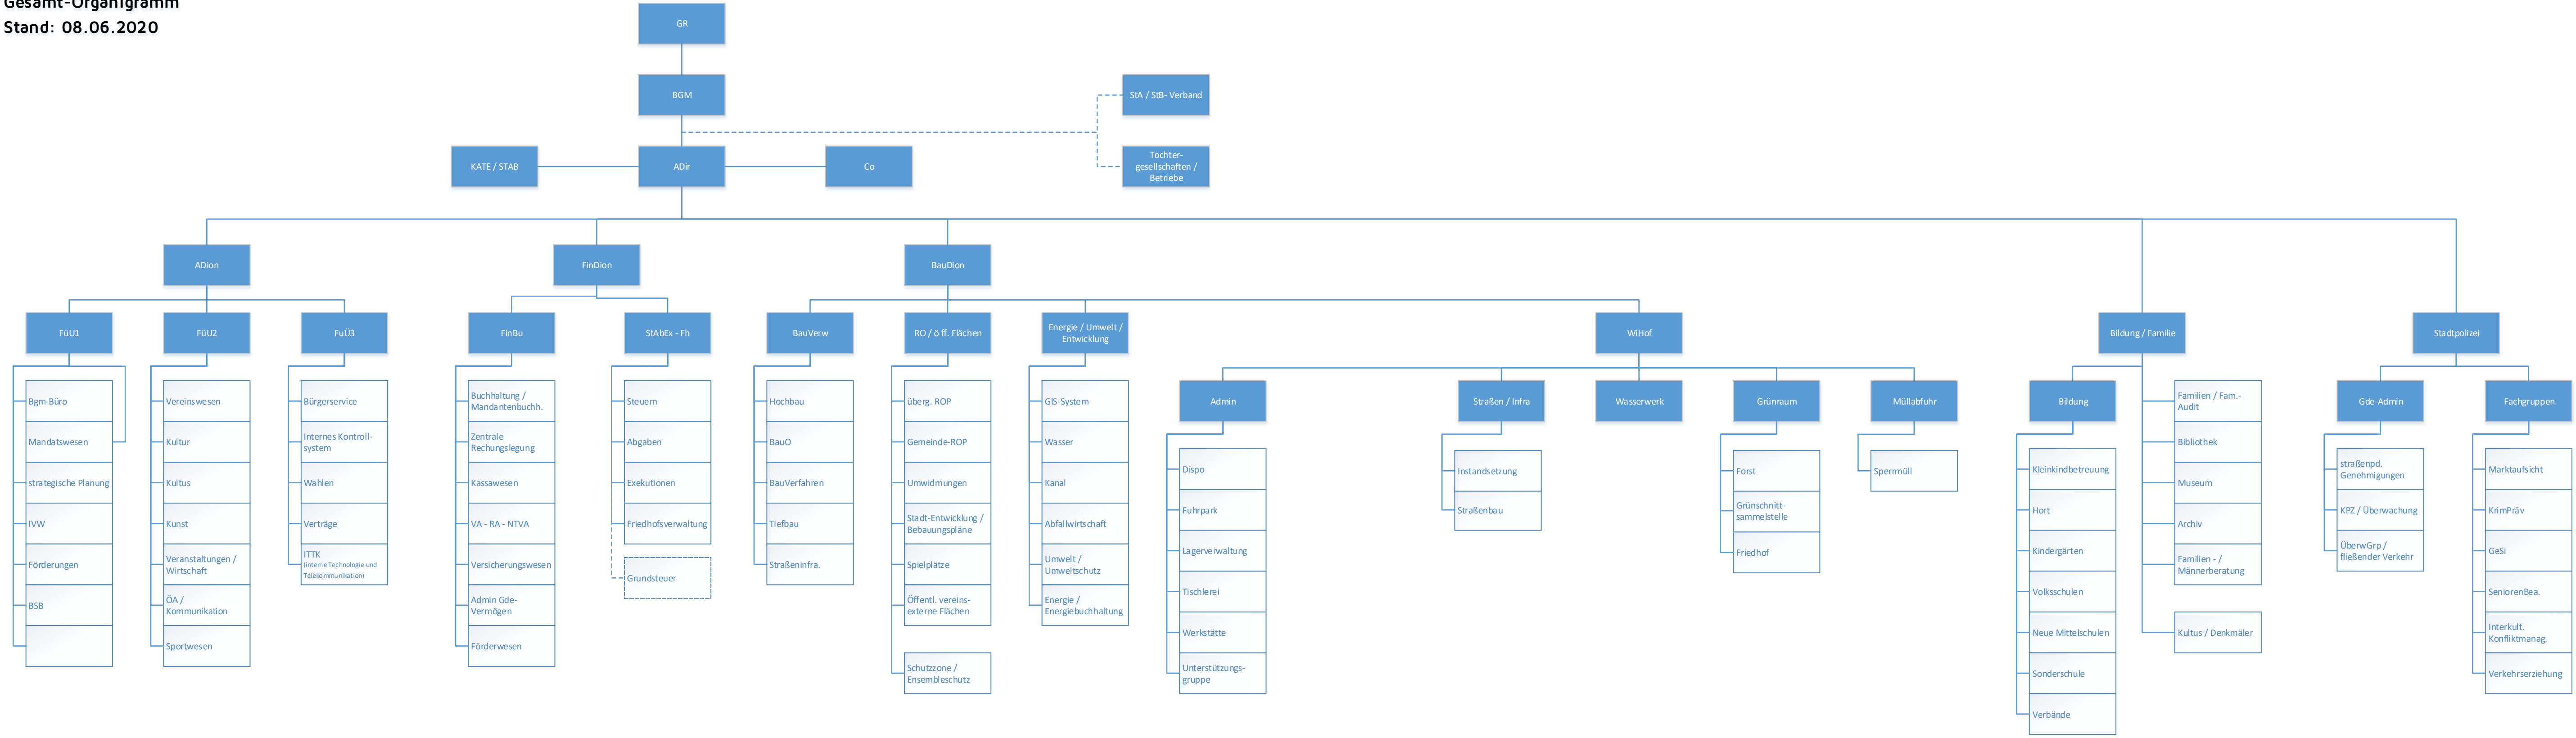 Gesamt-Organigramm
Stand: 08.06.2020
GR
BGM
StA / StB- Verband
KATE / STAB
ADir
Co
Tochter-
gesellschaften /
Betriebe
ADion
FinDion
BauDion
FüU1
FüU2
FuÜ3
FinBu
StAbEx - Fh
BauVerw
RO / ö ff. Flächen
Energie / Umwelt /
Entwicklung
WiHof
Bildung / Familie
Stadtpolizei
Bgm-Büro
Mandatswesen
strategische Planung
IVW
Förderungen
BSB
Vereinswesen
Kultur
Kultus
Kunst
Veranstaltungen /
Wirtschaft
ÖA /
Kommunikation
Sportwesen
Bürgerservice
Internes Kontroll-
system
Wahlen
Verträge
ITTK
(interne Technologie und
Telekommunikation)
Buchhaltung /
Mandantenbuchh.
Zentrale
Rechungslegung
Kassawesen
VA - RA - NTVA
Versicherungswesen
Admin Gde-
Vermögen
Förderwesen
Steuern
Abgaben
Exekutionen
Friedhofsverwaltung
Grundsteuer
Hochbau
BauO
BauVerfahren
Tiefbau
Straßeninfra.
überg. ROP
Gemeinde-ROP
Umwidmungen
Stadt-Entwicklung /
Bebauungspläne
Spielplätze
Öffentl. vereins-
externe Flächen
Schutzzone /
Ensembleschutz
GIS-System
Wasser
Kanal
Abfallwirtschaft
Umwelt /
Umweltschutz
Energie /
Energiebuchhaltung
Admin
Dispo
Fuhrpark
Lagerverwaltung
Tischlerei
Werkstätte
Unterstützungs-
gruppe
Straßen / Infra
Instandsetzung
Straßenbau
Wasserwerk
Grünraum
Forst
Grünschnitt-
sammelstelle
Friedhof
Müllabfuhr
Sperrmüll
Bildung
Kleinkindbetreuung
Hort
Kindergärten
Volksschulen
Neue Mittelschulen
Sonderschule
Verbände
Familien / Fam.-
Audit
Bibliothek
Museum
Archiv
Familien - /
Männerberatung
Kultus / Denkmäler
Gde-Admin
straßenpd.
Genehmigungen
KPZ / Überwachung
ÜberwGrp /
fließender Verkehr
Fachgruppen
Marktaufsicht
KrimPräv
GeSi
SeniorenBea.
Interkult.
Konfliktmanag.
Verkehrserziehung